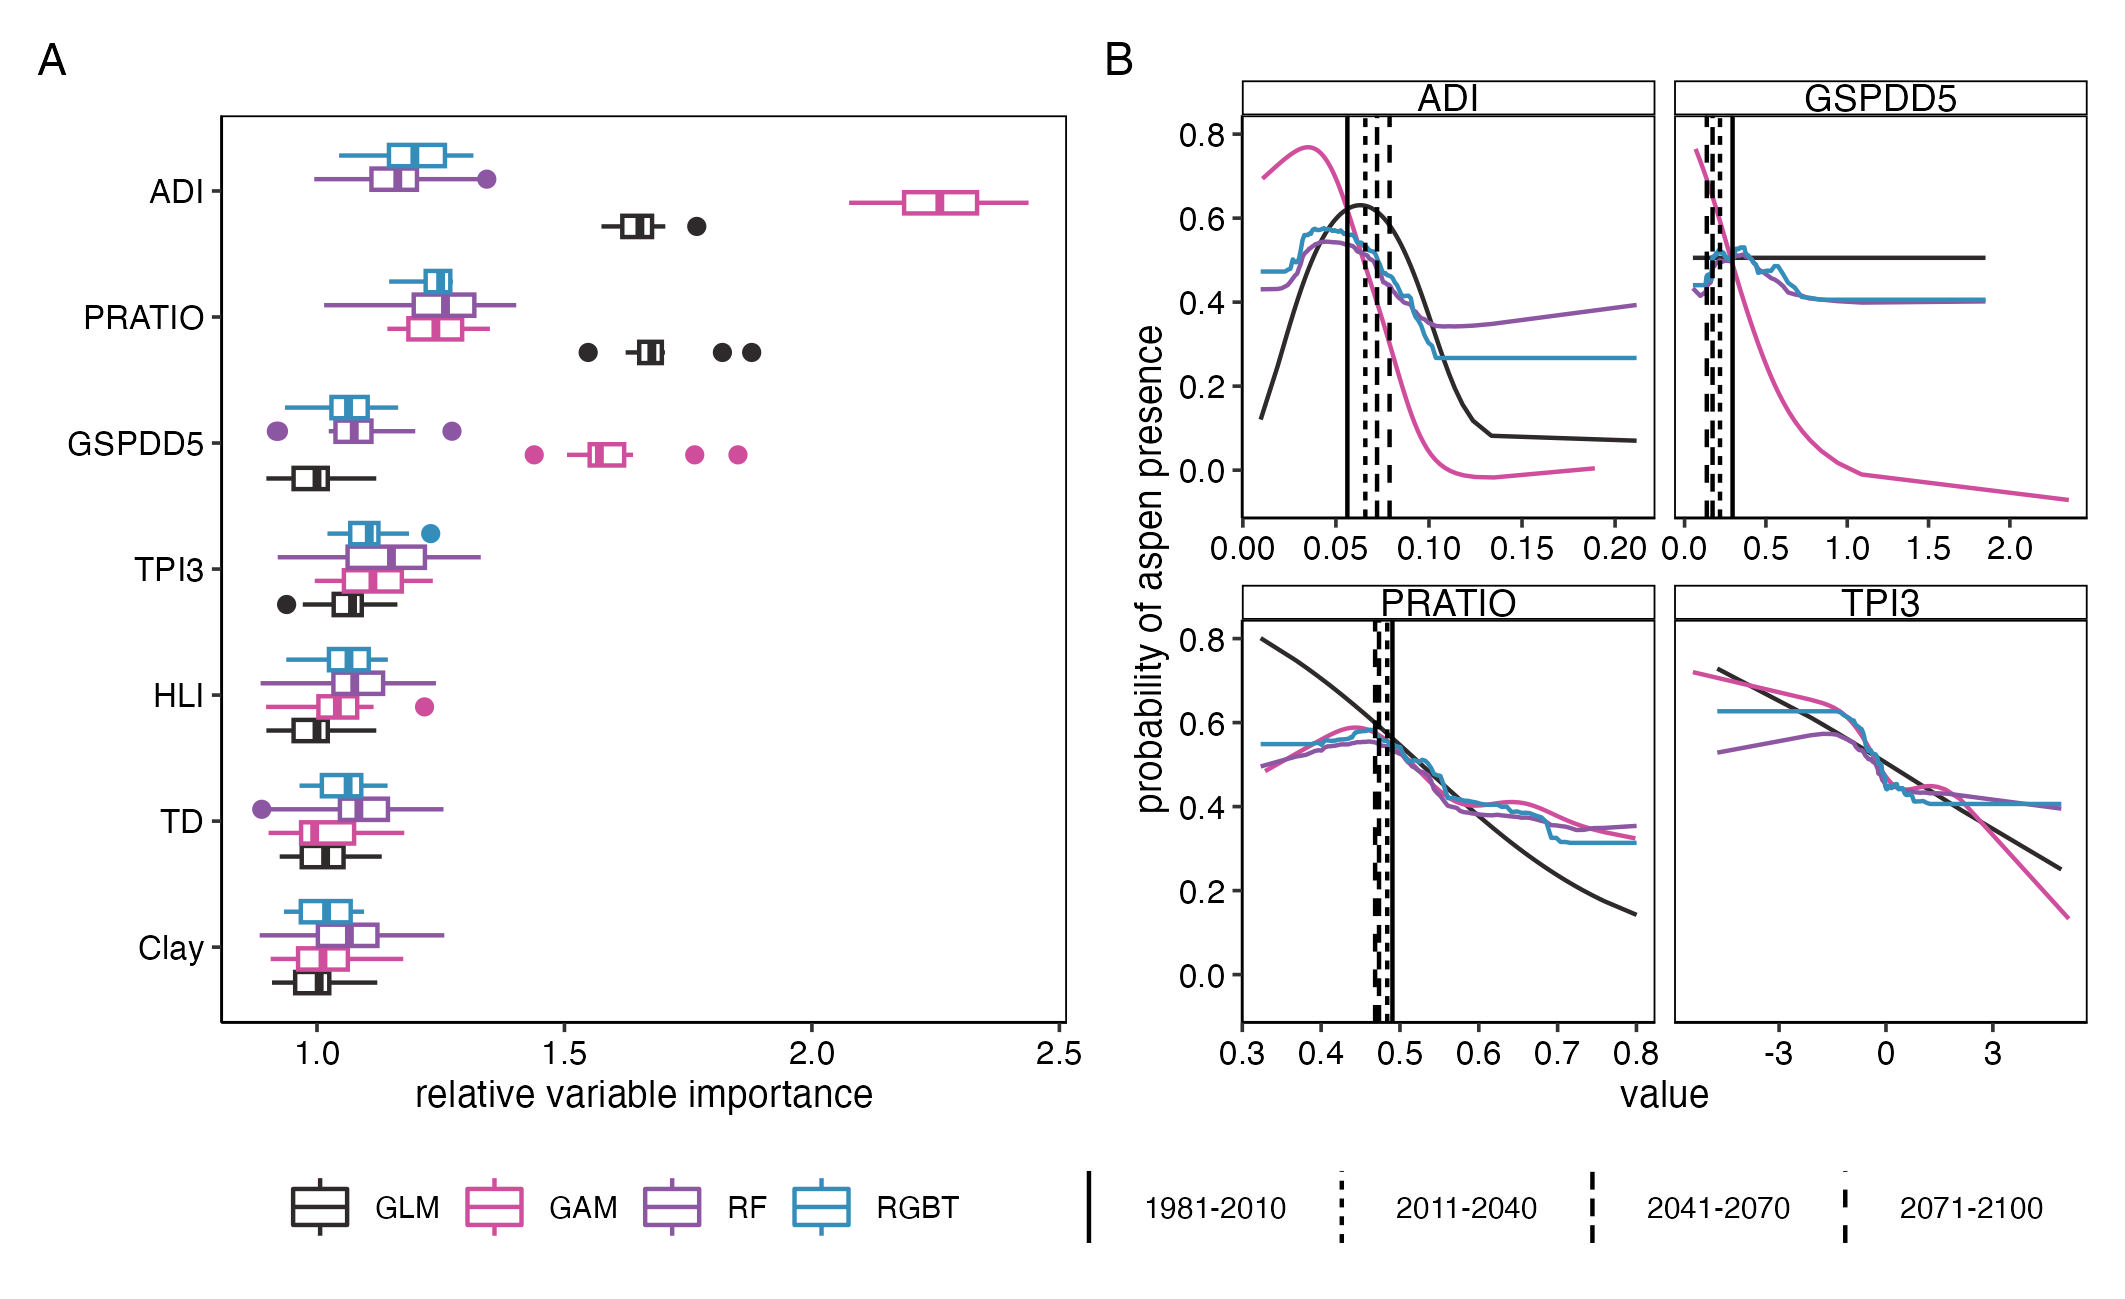 A
ADI
PRATIO
GSPDD5
TPI3
HLI
TD
Clay
1.0 1.5 2.0 2.5
relative variable importance
B
probability of aspen presence
ADI
GSPDD5
0.8
0.6
0.4
0.2
0.0
0.00 0.05 0.10 0.15 0.20
0.0 0.5 1.0 1.5 2.0
PRATIO
TPI3
0.8
0.6
0.4
0.2
0.0
0.3 0.4 0.5 0.6 0.7 0.8
-3 0 3
value
GLM GAM RF RGBT
1981-2010 2011-2040 2041-2070 2071-2100